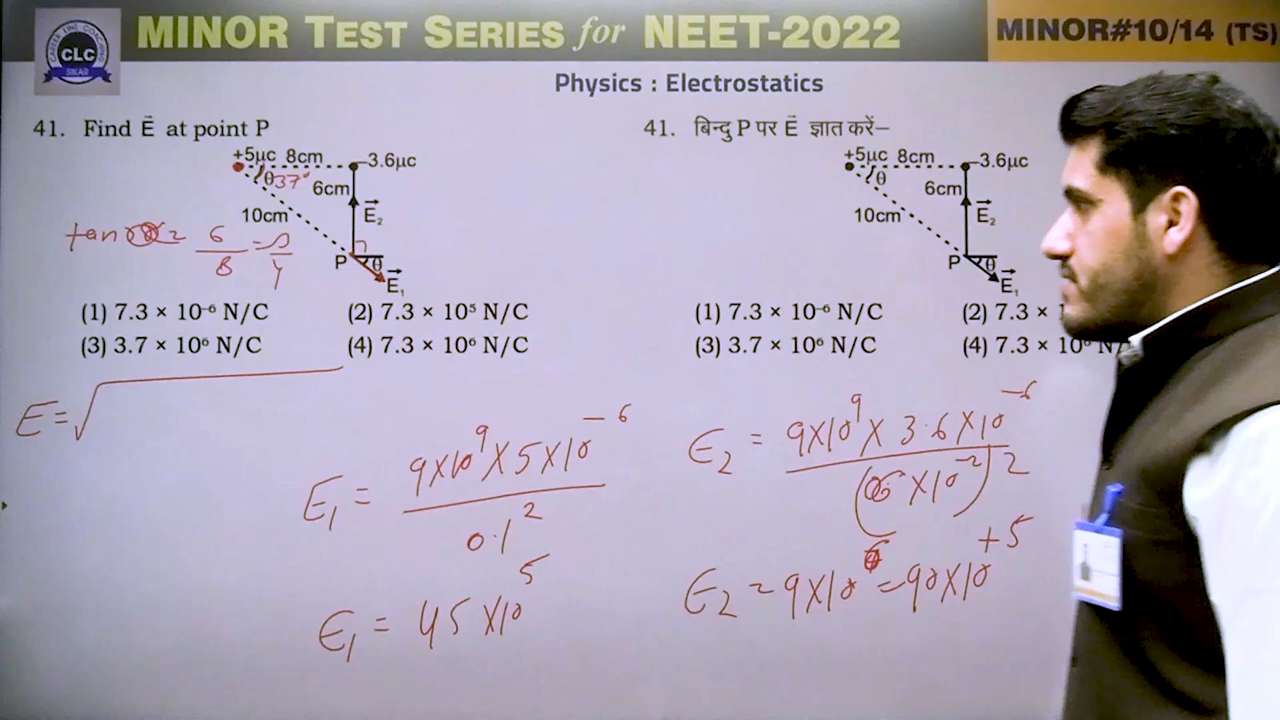 CAREER LINE COACHING
CLC
SIKAR
MINOR TEST SERIES for NEET-2022
MINOR#10/14 (TS)
Physics : Electrostatics
41. Find E⃗ at point P
+5μc 8cm -3.6μc
θ 37°
6cm
10cm
E⃗₂
P
θ
E⃗₁
tan = 6/8 = 3/4
(1) 7.3 × 10⁻⁶ N/C (2) 7.3 × 10⁵ N/C
(3) 3.7 × 10⁶ N/C (4) 7.3 × 10⁶ N/C
E = √
E₁ = 9×10⁹×5×10⁻⁶ / 0.1²
E₁ = 45×10⁵
41. बिन्दु P पर E⃗ ज्ञात करें–
+5μc 8cm -3.6μc
θ
6cm
10cm
E⃗₂
P
θ
E⃗₁
(1) 7.3 × 10⁻⁶ N/C (2) 7.3 ×
(3) 3.7 × 10⁶ N/C (4) 7.3 × 10⁶ N/
E₂ = 9×10⁹×3.6×10⁻⁶ / (6×10⁻²)²
E₂ = 9×10⁶ = 90×10⁺⁵